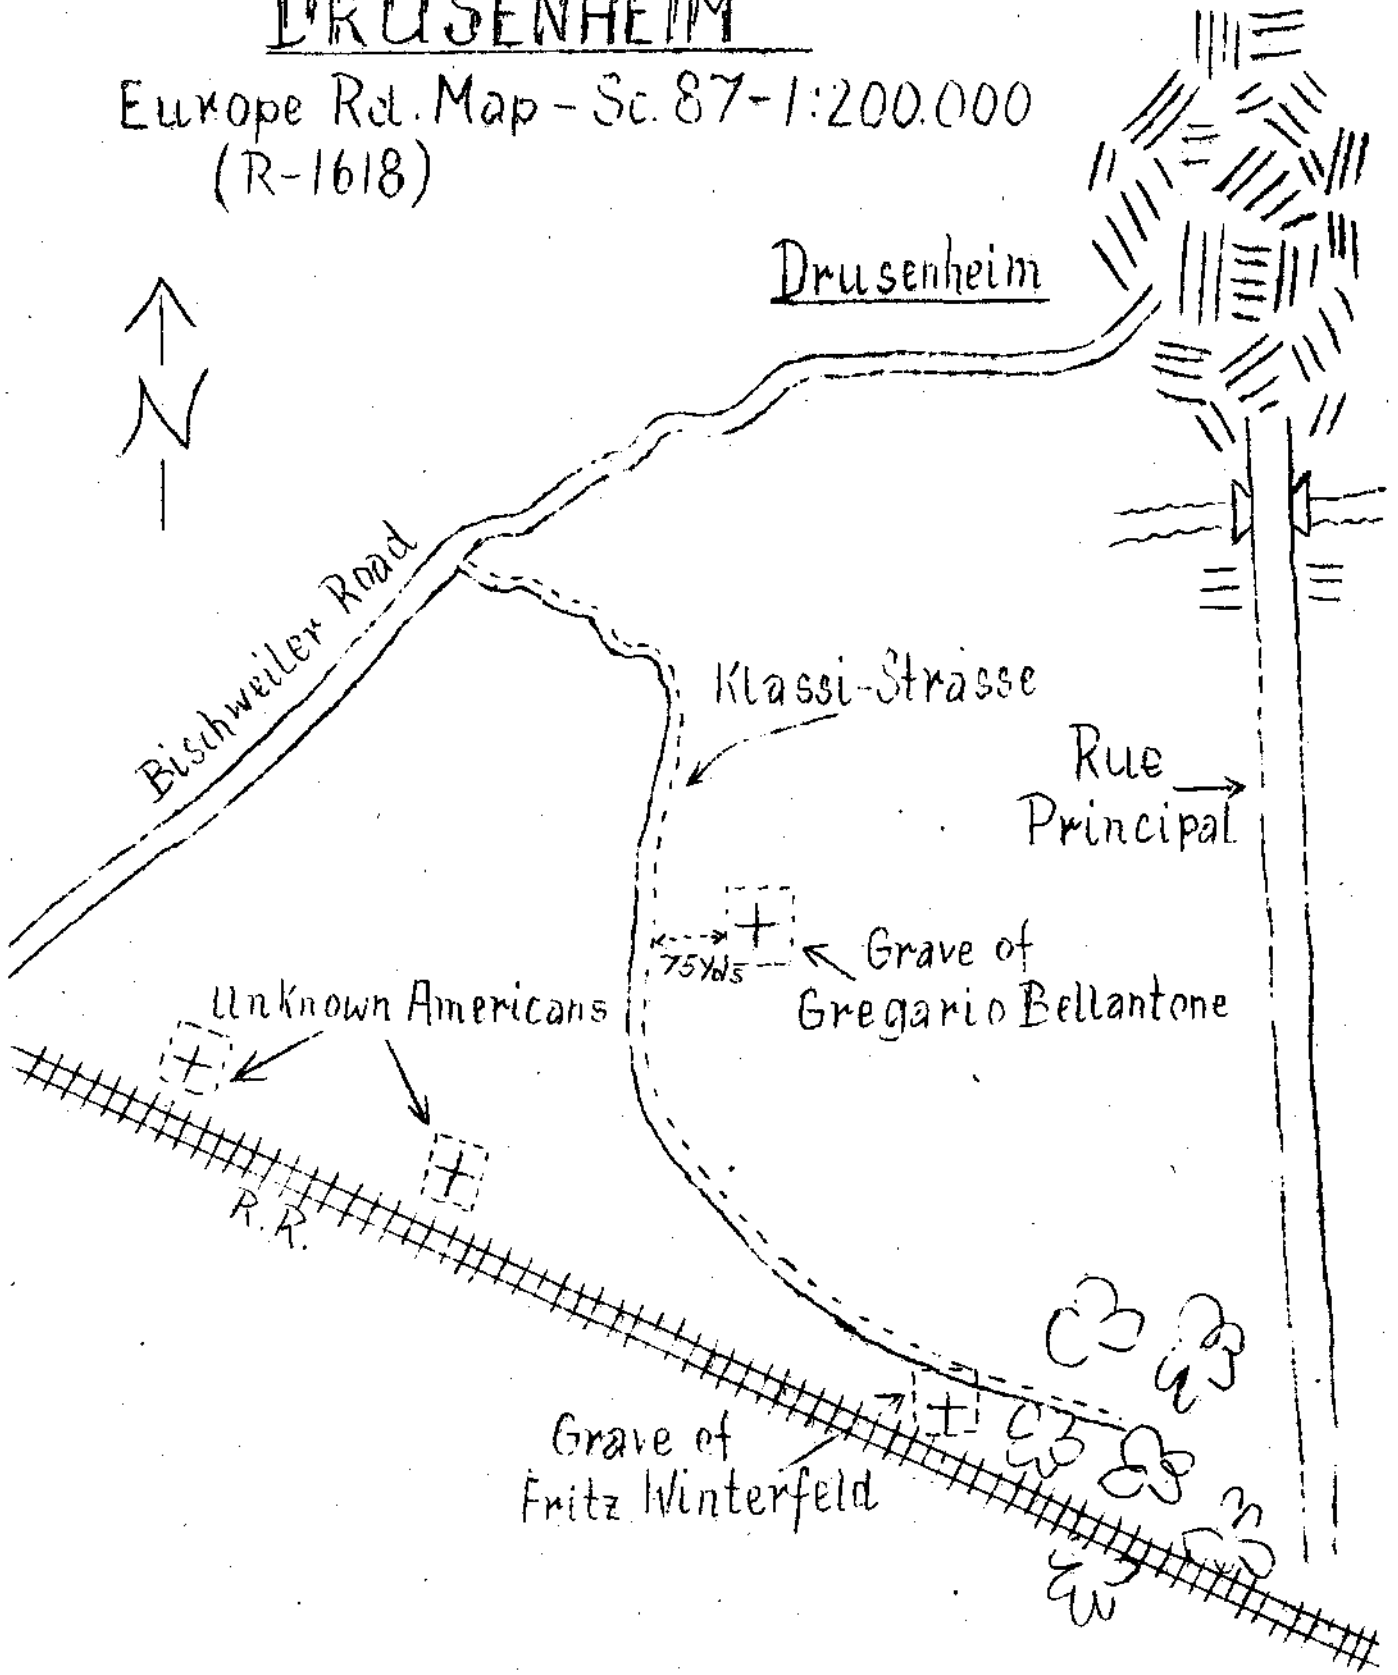 DRUSENHEIM
Europe Rd. Map - Sc. 87-1:200.000
(R-1618)
Drusenheim
N
Bischweiler Road
Klassi-Strasse
Rue
Principal
75Yds
Grave of
Gregario Bellantone
Unknown Americans
R.R.
Grave of
Fritz Winterfeld